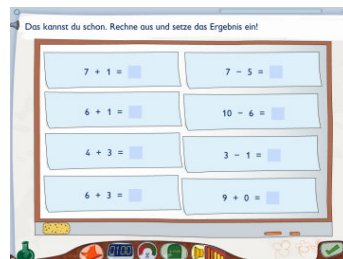 Das kannst du schon. Rechne aus und setze das Ergebnis ein!
7 + 1 =
7 - 5 =
6 + 1 =
10 - 6 =
4 + 3 =
3 - 1 =
6 + 3 =
9 + 0 =
0100